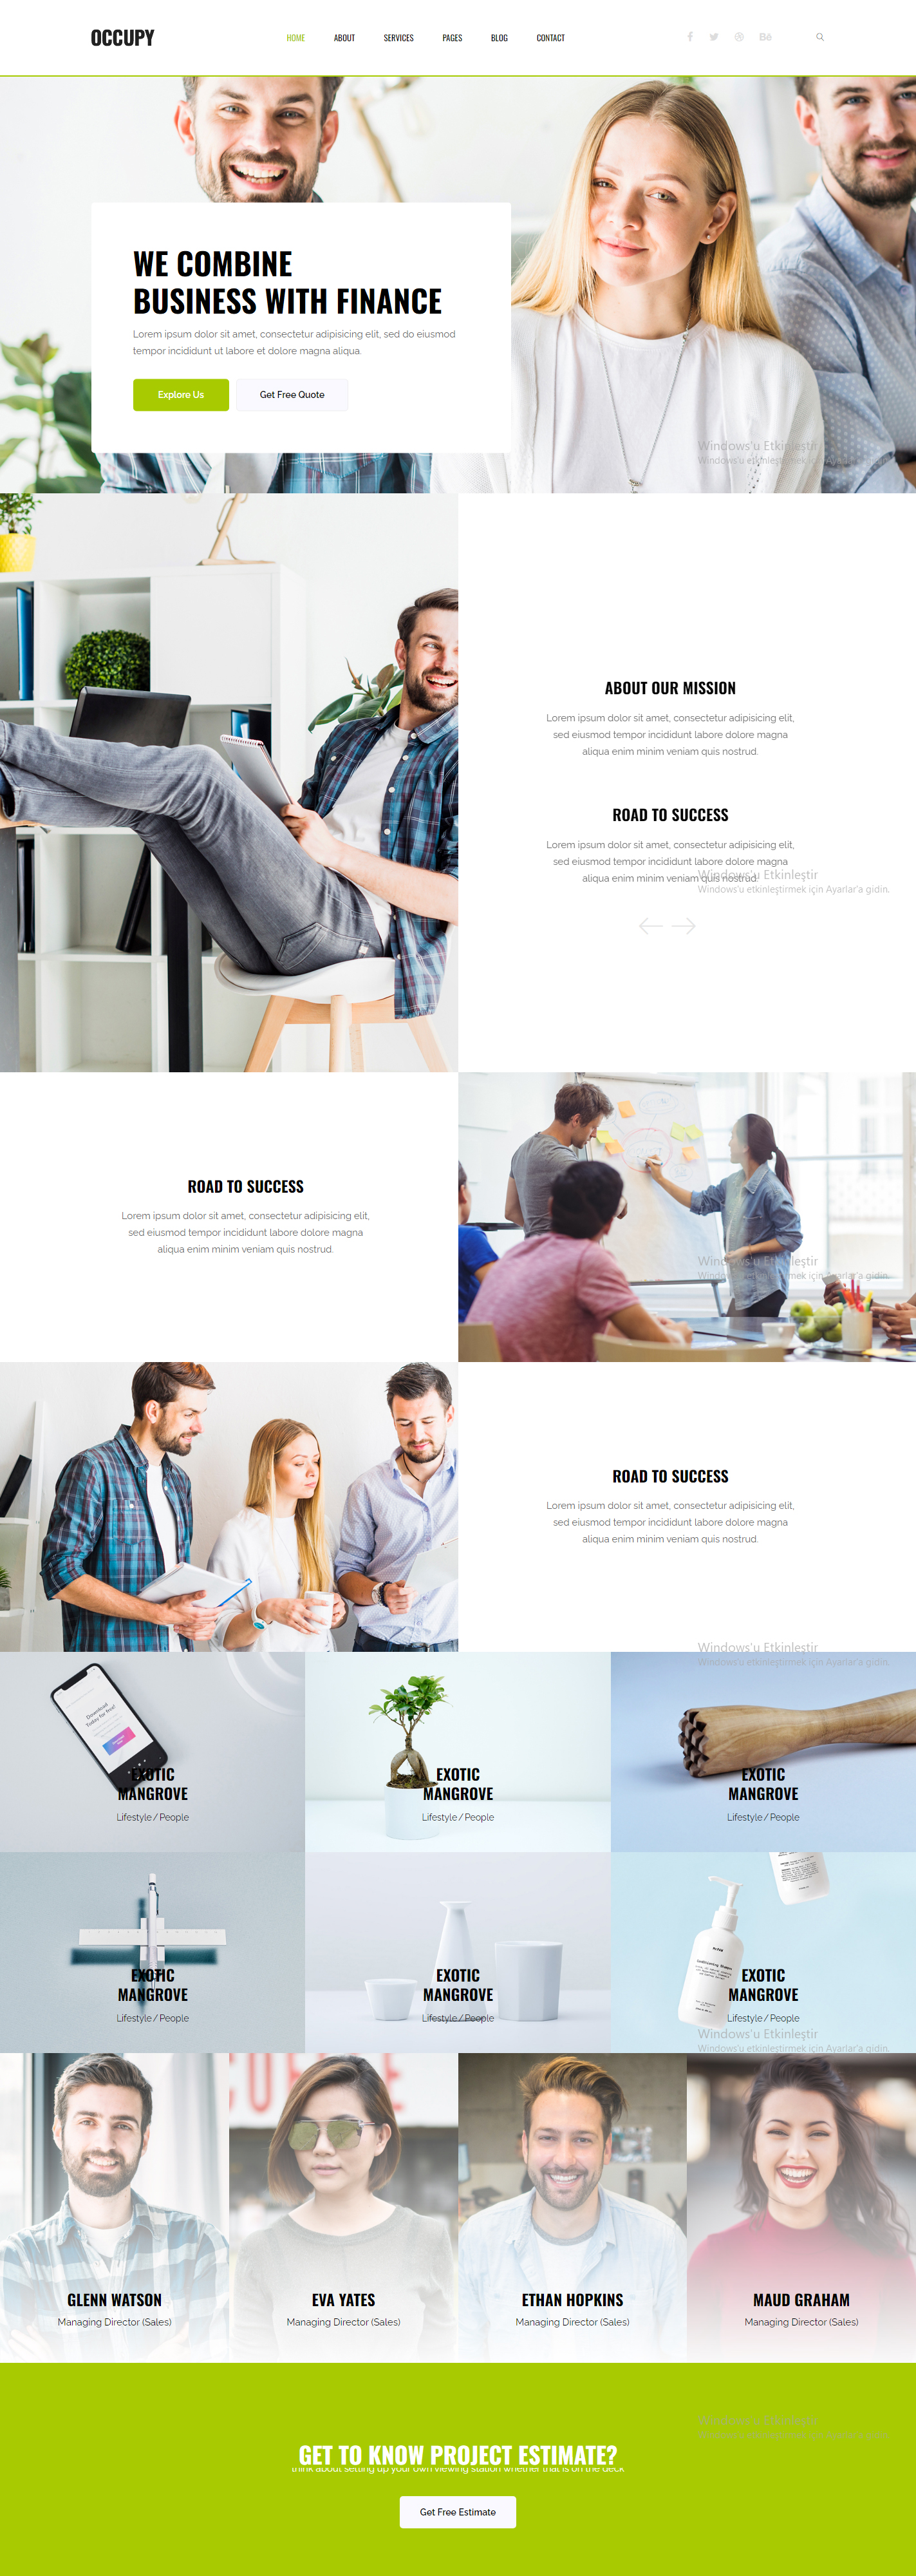 OCCUPY
HOME ABOUT SERVICES PAGES BLOG CONTACT
WE COMBINE
BUSINESS WITH FINANCE
Lorem ipsum dolor sit amet, consectetur adipisicing elit, sed do eiusmod
tempor incididunt ut labore et dolore magna aliqua.
Explore Us Get Free Quote
Windows'u Etkinleştir
Windows'u etkinleştirmek için
ABOUT OUR MISSION
Lorem ipsum dolor sit amet, consectetur adipisicing elit,
sed eiusmod tempor incididunt labore dolore magna
aliqua enim minim veniam quis nostrud.
ROAD TO SUCCESS
Lorem ipsum dolor sit amet, consectetur adipisicing elit,
sed eiusmod tempor incididunt labore dolore magna
aliqua enim minim veniam quis nostrud.
Windows'u Etkinleştir
Windows'u etkinleştirmek için Ayarlar'a gidin.
ROAD TO SUCCESS
Lorem ipsum dolor sit amet, consectetur adipisicing elit,
sed eiusmod tempor incididunt labore dolore magna
aliqua enim minim veniam quis nostrud.
Windows'u Etkinleştir
Windows'u etkinleştirmek için Ayarlar'a gidin.
ROAD TO SUCCESS
Lorem ipsum dolor sit amet, consectetur adipisicing elit,
sed eiusmod tempor incididunt labore dolore magna
aliqua enim minim veniam quis nostrud.
Windows'u Etkinleştir
Windows'u etkinleştirmek için Ayarlar'a gidin.
Download
Today for free!
EXOTIC
MANGROVE
Lifestyle / People
EXOTIC
MANGROVE
Lifestyle / People
EXOTIC
MANGROVE
Lifestyle / People
EXOTIC
MANGROVE
Lifestyle / People
EXOTIC
MANGROVE
Lifestyle / People
EXOTIC
MANGROVE
Lifestyle / People
Windows'u Etkinleştir
Windows'u etkinleştirmek için Ayarlar'a gidin.
GLENN WATSON
Managing Director (Sales)
EVA YATES
Managing Director (Sales)
ETHAN HOPKINS
Managing Director (Sales)
MAUD GRAHAM
Managing Director (Sales)
Windows'u Etkinleştir
GET TO KNOW PROJECT ESTIMATE?
think about setting up your own viewing station whether that is on the deck
Get Free Estimate